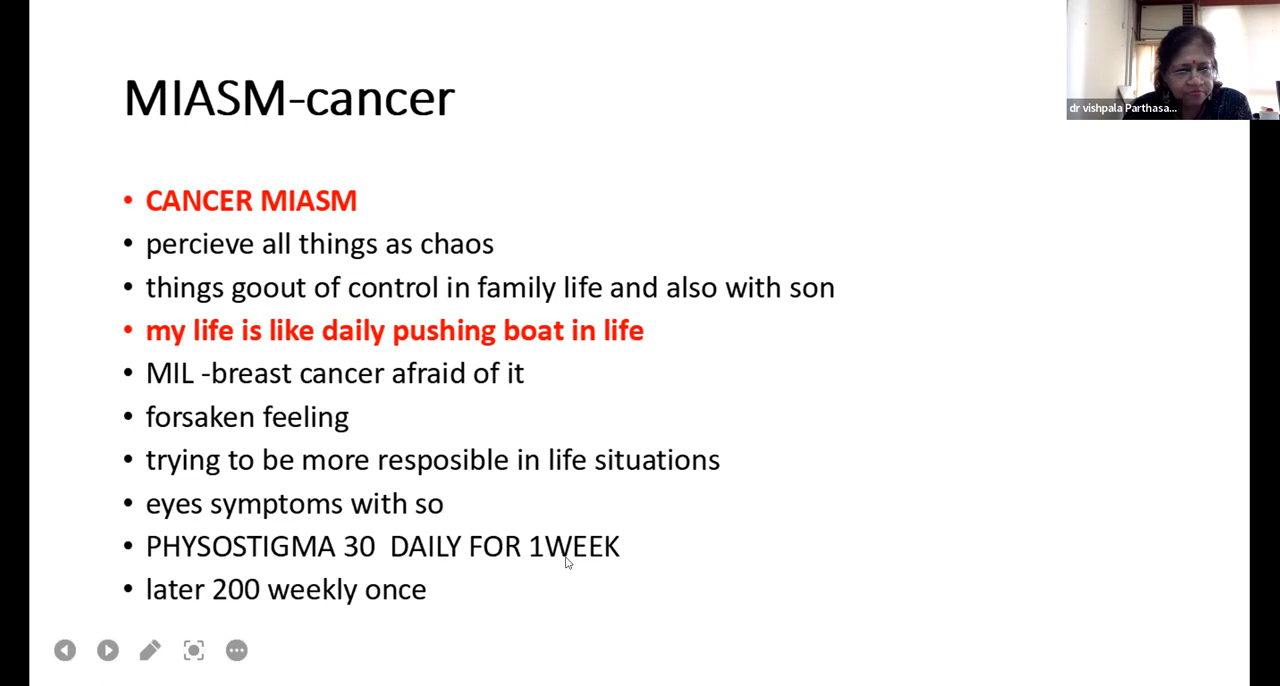 MIASM-cancer
dr vishpala Parthasa...
• CANCER MIASM
• percieve all things as chaos
• things goout of control in family life and also with son
• my life is like daily pushing boat in life
• MIL -breast cancer afraid of it
• forsaken feeling
• trying to be more resposible in life situations
• eyes symptoms with so
• PHYSOSTIGMA 30  DAILY FOR 1WEEK
• later 200 weekly once